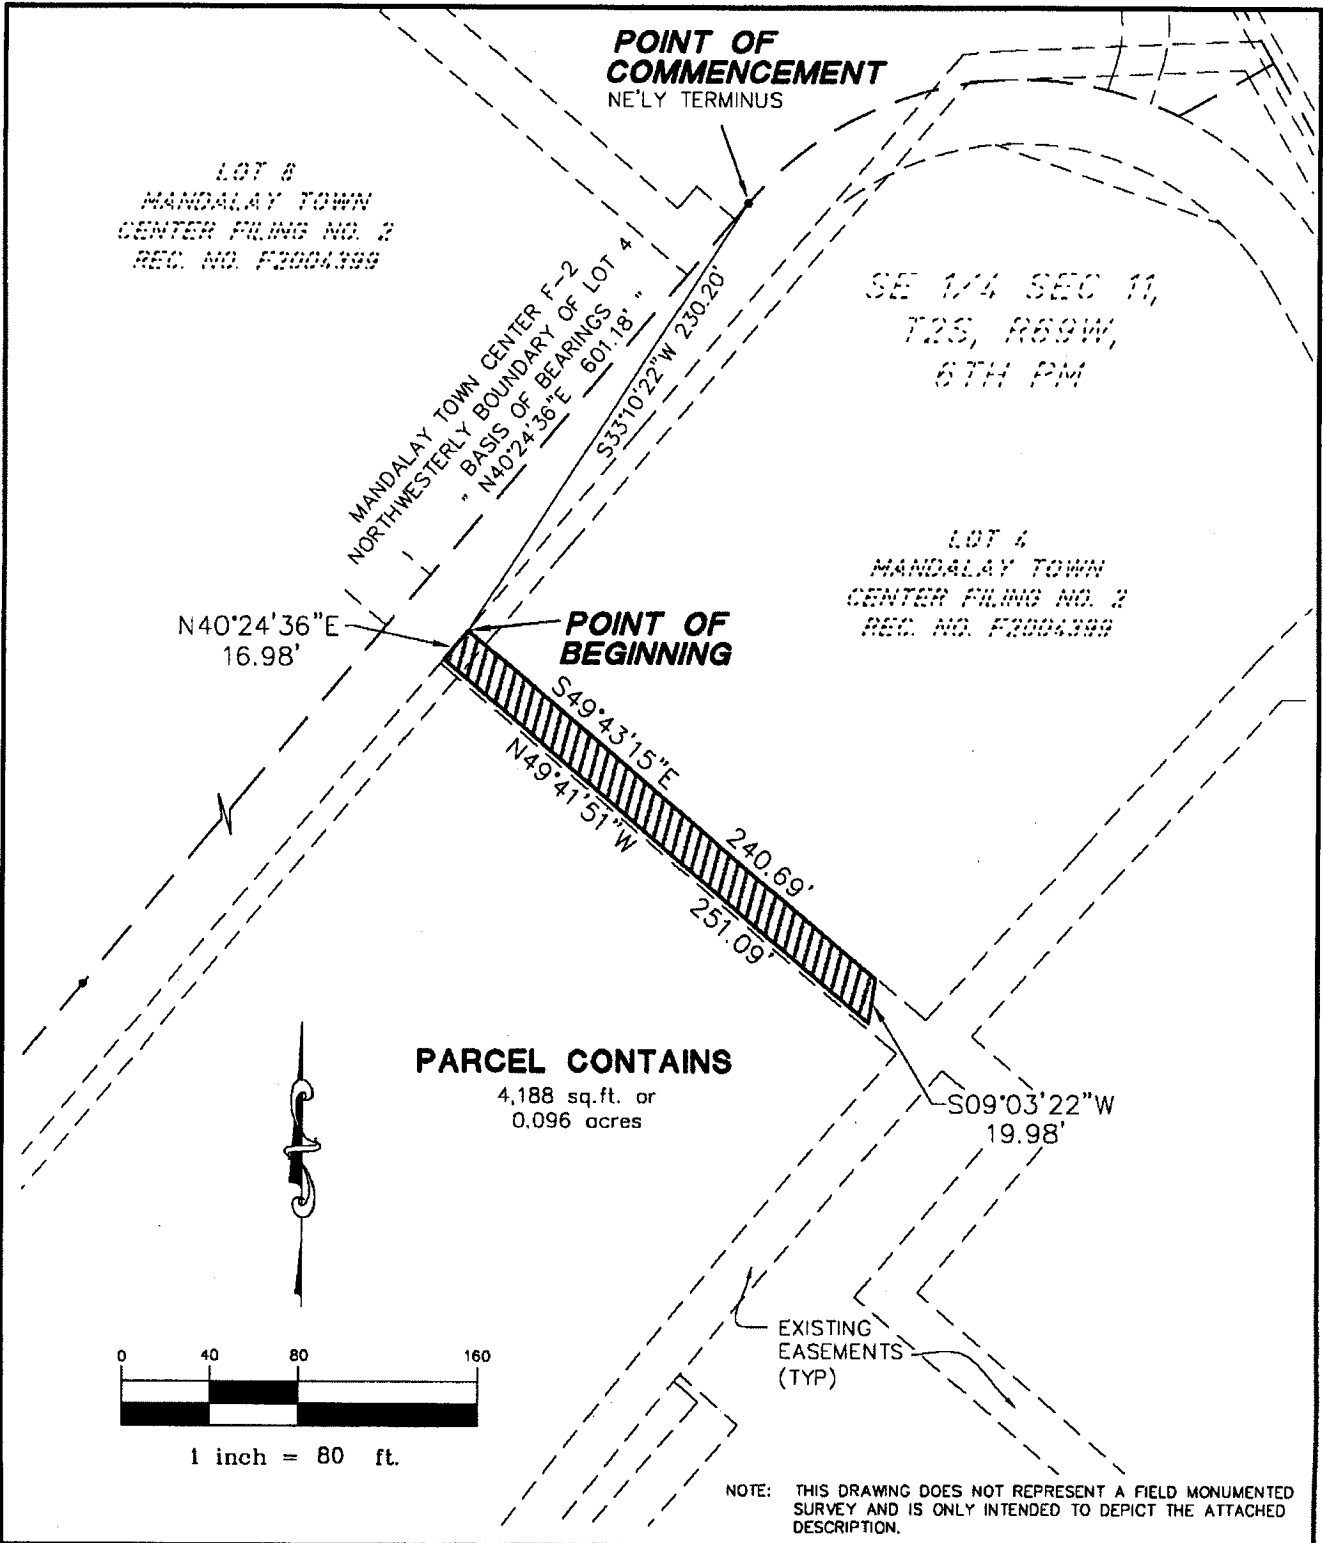 POINT OF
COMMENCEMENT
NE'LY TERMINUS
LOT 8
MANDALAY TOWN
CENTER FILING NO. 2
REC. NO. F2004399
MANDALAY TOWN CENTER F-2
NORTHWESTERLY BOUNDARY OF LOT 4
" BASIS OF BEARINGS "
N40°24'36"E 601.18'
S33°10'22"W 230.20'
SE 1/4 SEC 11,
T2S, R69W,
6TH PM
LOT 4
MANDALAY TOWN
CENTER FILING NO. 2
REC. NO. F2004399
N40°24'36"E
16.98'
POINT OF
BEGINNING
S49°43'15"E 240.69'
N49°41'51"W 251.09'
PARCEL CONTAINS
4,188 sq.ft. or
0.096 acres
S09°03'22"W
19.98'
EXISTING
EASEMENTS
(TYP)
0 40 80 160
1 inch = 80 ft.
NOTE: THIS DRAWING DOES NOT REPRESENT A FIELD MONUMENTED
SURVEY AND IS ONLY INTENDED TO DEPICT THE ATTACHED
DESCRIPTION.